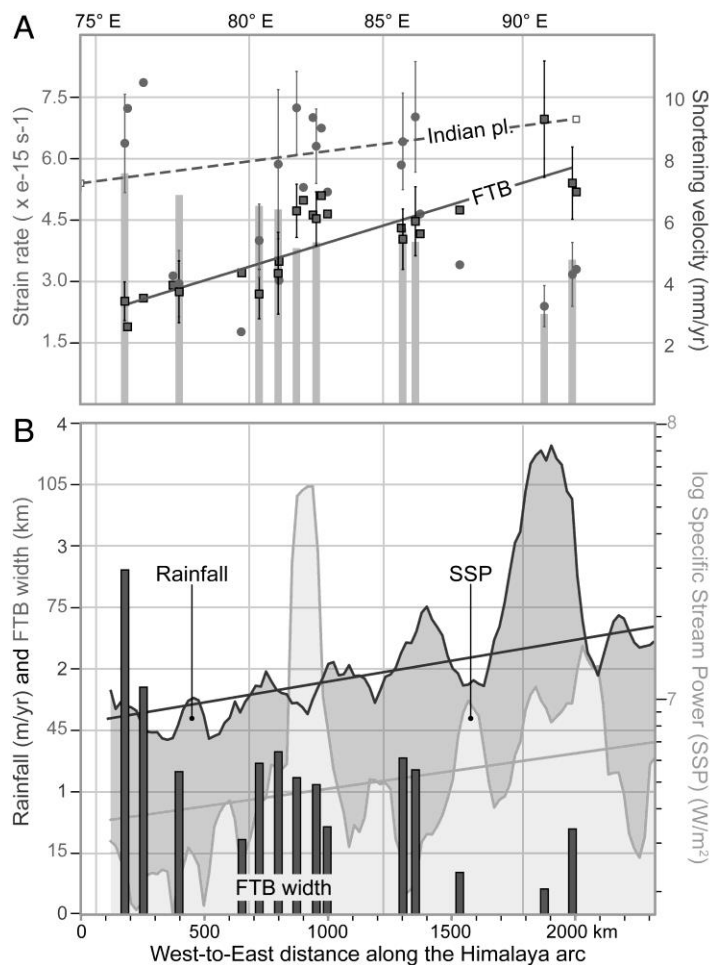 75° E
80° E
85° E
90° E
A
7.5
6.0
4.5
3.0
1.5
Strain rate ( x e-15 s-1)
Indian pl.
FTB
10
8
6
4
2
Shortening velocity (mm/yr)
B
4
105
3
75
2
45
1
15
0
Rainfall (m/yr) and FTB width (km)
Rainfall
SSP
FTB width
8
7
log Specific Stream Power (SSP) (W/m²)
0
500
1000
1500
2000 km
West-to-East distance along the Himalaya arc